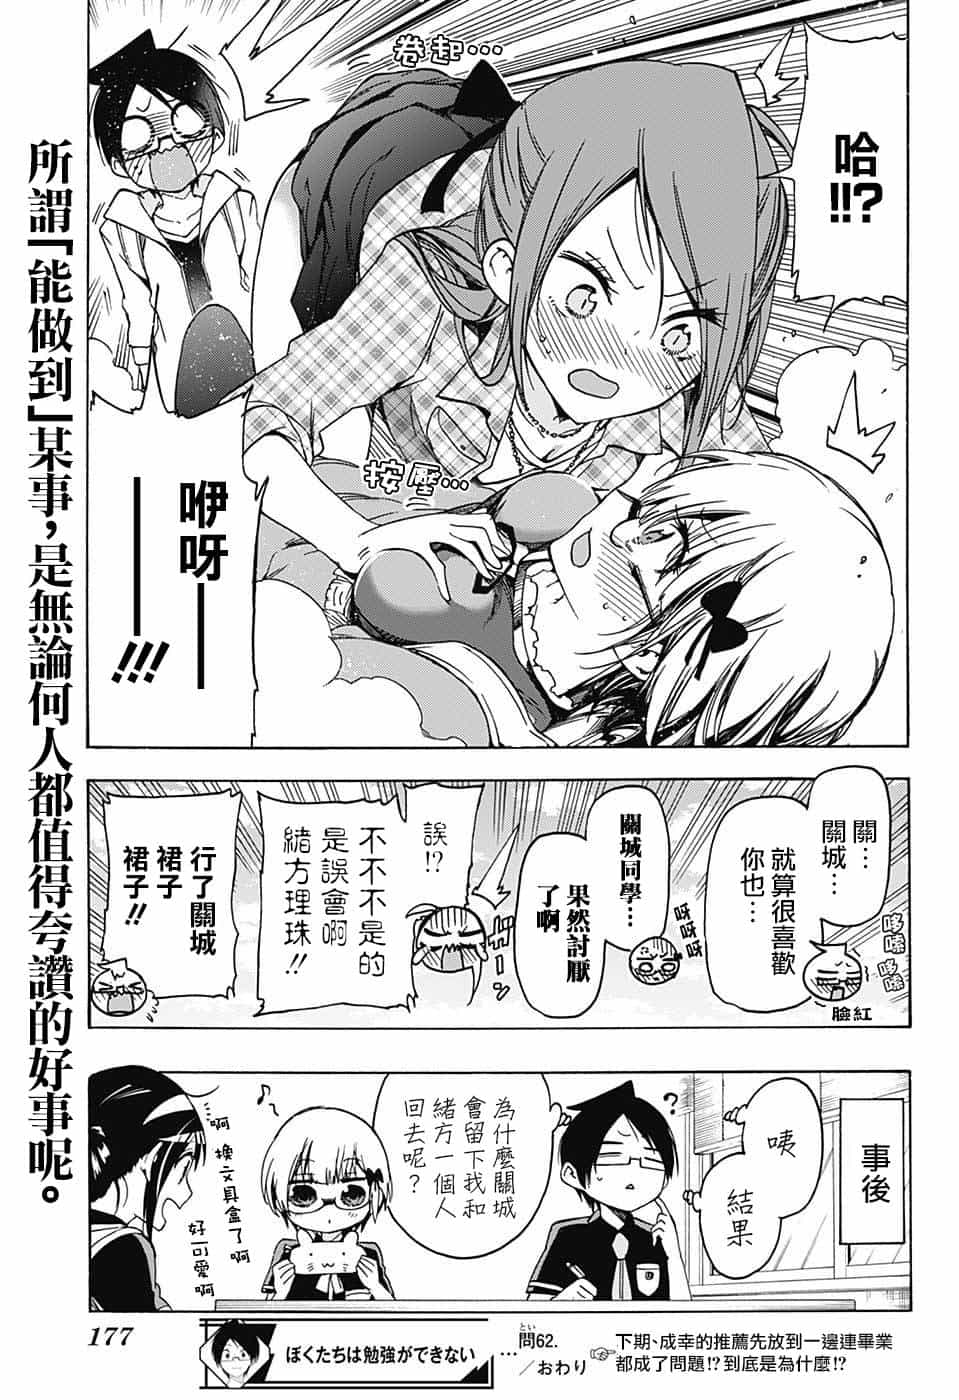 哈!!?
卷起…
按壓…
咿呀——
——!!!
關…
關城…
就算很喜歡
你也…
哆嗦
哆嗦
臉紅
關城同學…
果然討厭
了啊
呀呀呀
誤!?
不不不是的
是誤會啊
緒方理珠!!
行了關城
裙子
裙子!!
事後
咦
結果
?
為什麼關城
會留下我和
緒方一個人
回去呢?
♪
啊
換文具盒了啊
好可愛啊
所謂「能做到」某事,是無論何人都值得夸讚的好事呢。
177
ぼくたちは勉強ができない
…問62.
とい
/おわり
☞下期、成幸的推薦先放到一邊連畢業
都成了問題!?到底是為什麼!?